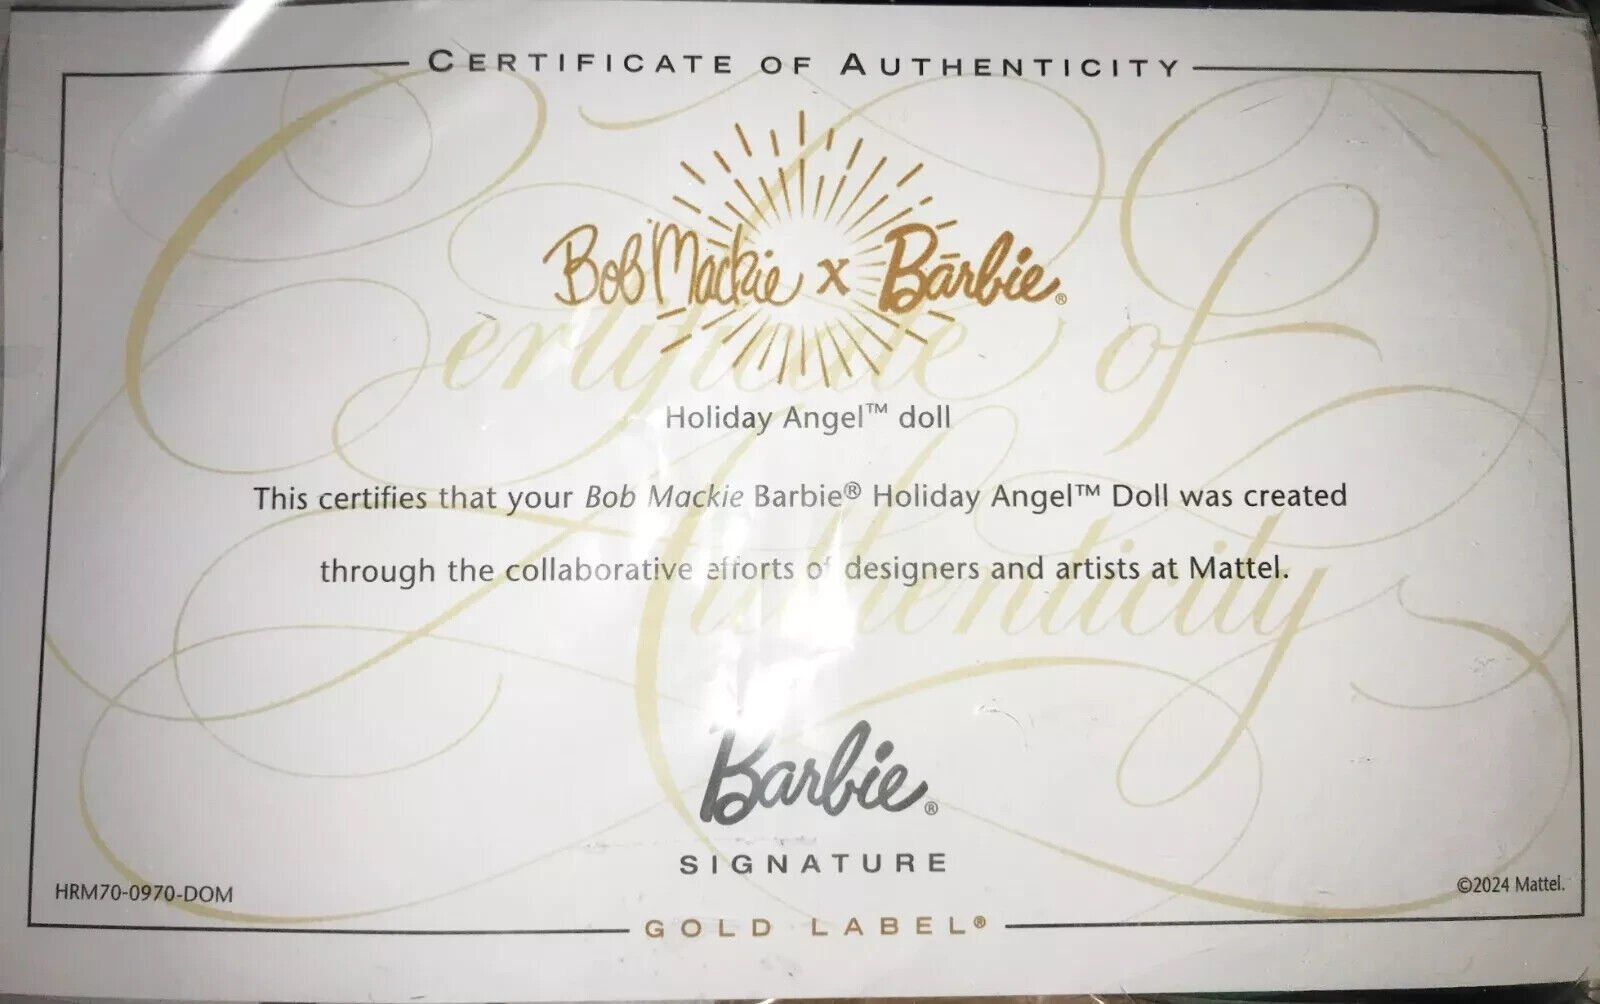 CERTIFICATE OF AUTHENTICITY
Bob Mackie x Barbie®
Certificate of
Authenticity
Holiday Angel™ doll
This certifies that your Bob Mackie Barbie® Holiday Angel™ Doll was created
through the collaborative efforts of designers and artists at Mattel.
Barbie®
SIGNATURE
HRM70-0970-DOM
©2024 Mattel.
GOLD LABEL®